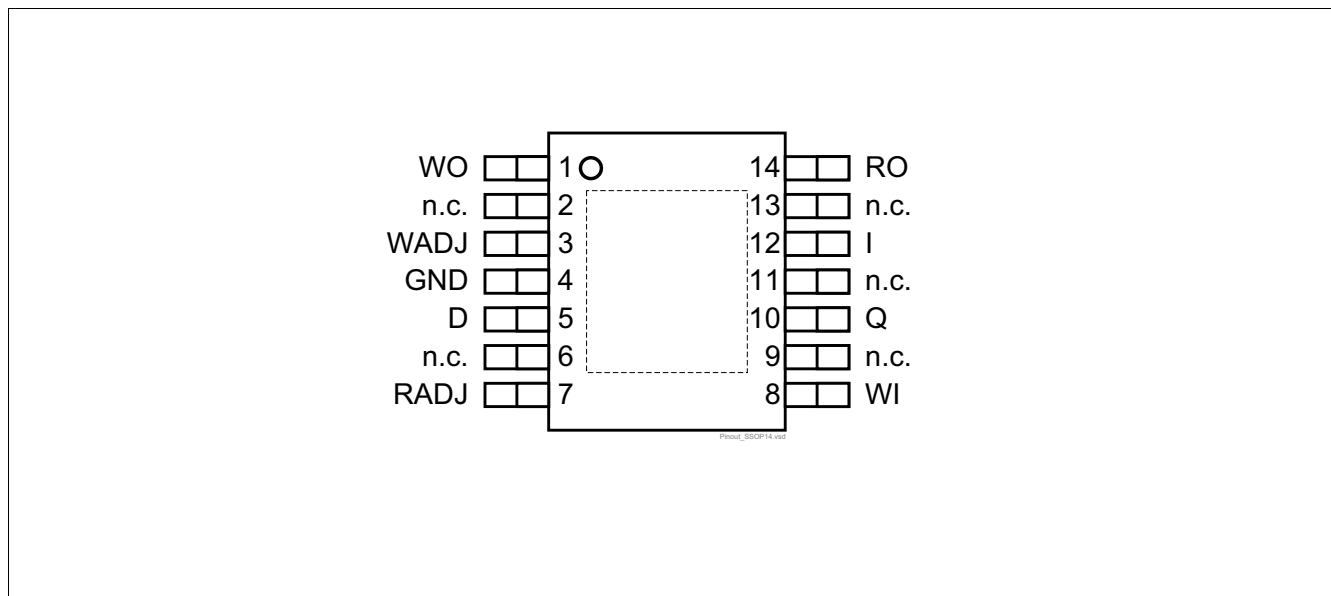 WO 1 14 RO
n.c. 2 13 n.c.
WADJ 3 12 I
GND 4 11 n.c.
D 5 10 Q
n.c. 6 9 n.c.
RADJ 7 8 WI
Pinout_SSOP14.vsd